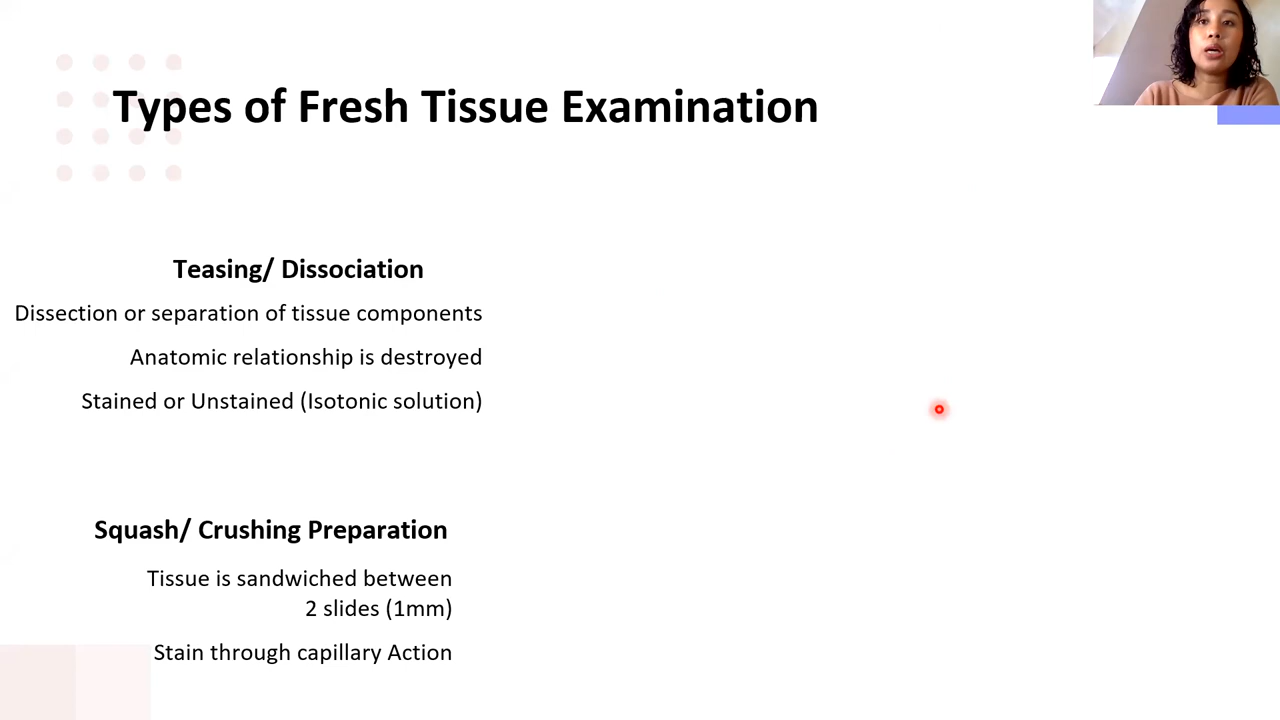 Types of Fresh Tissue Examination
Teasing/ Dissociation
Dissection or separation of tissue components
Anatomic relationship is destroyed
Stained or Unstained (Isotonic solution)
Squash/ Crushing Preparation
Tissue is sandwiched between
2 slides (1mm)
Stain through capillary Action